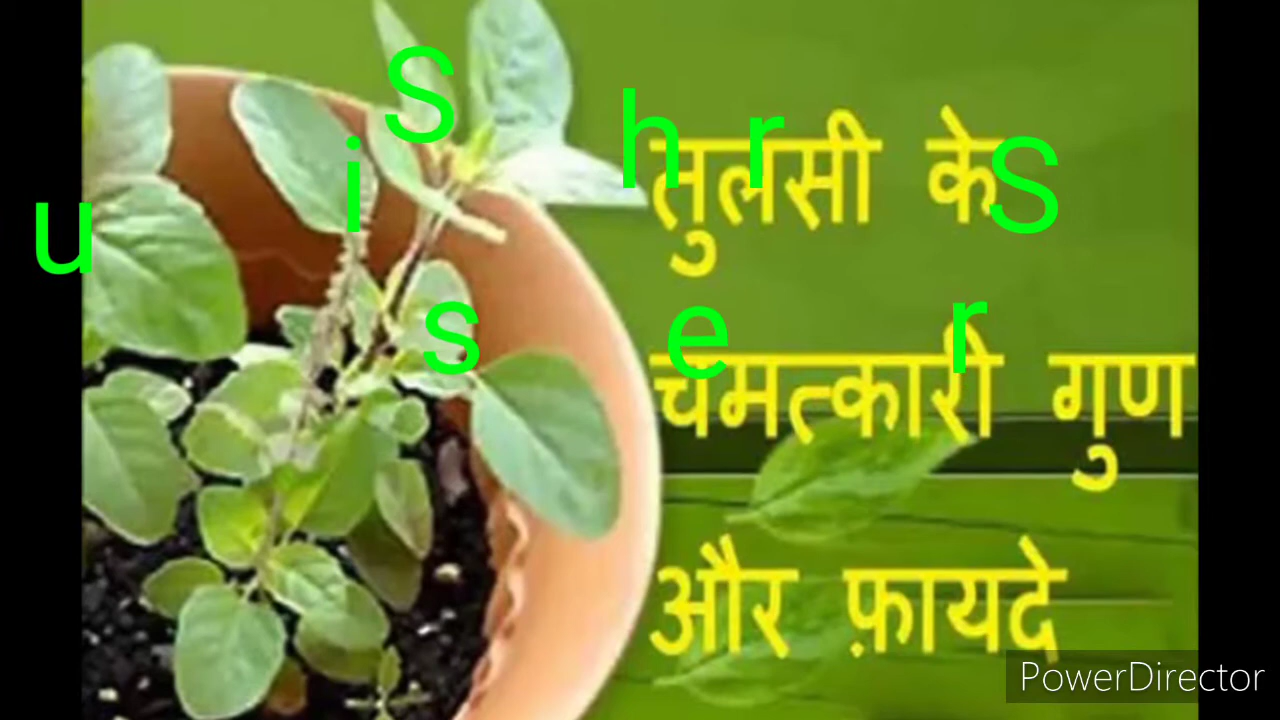 तुलसी के
चमत्कारी गुण
और फ़ायदे
u i S h r S
s e r
PowerDirector